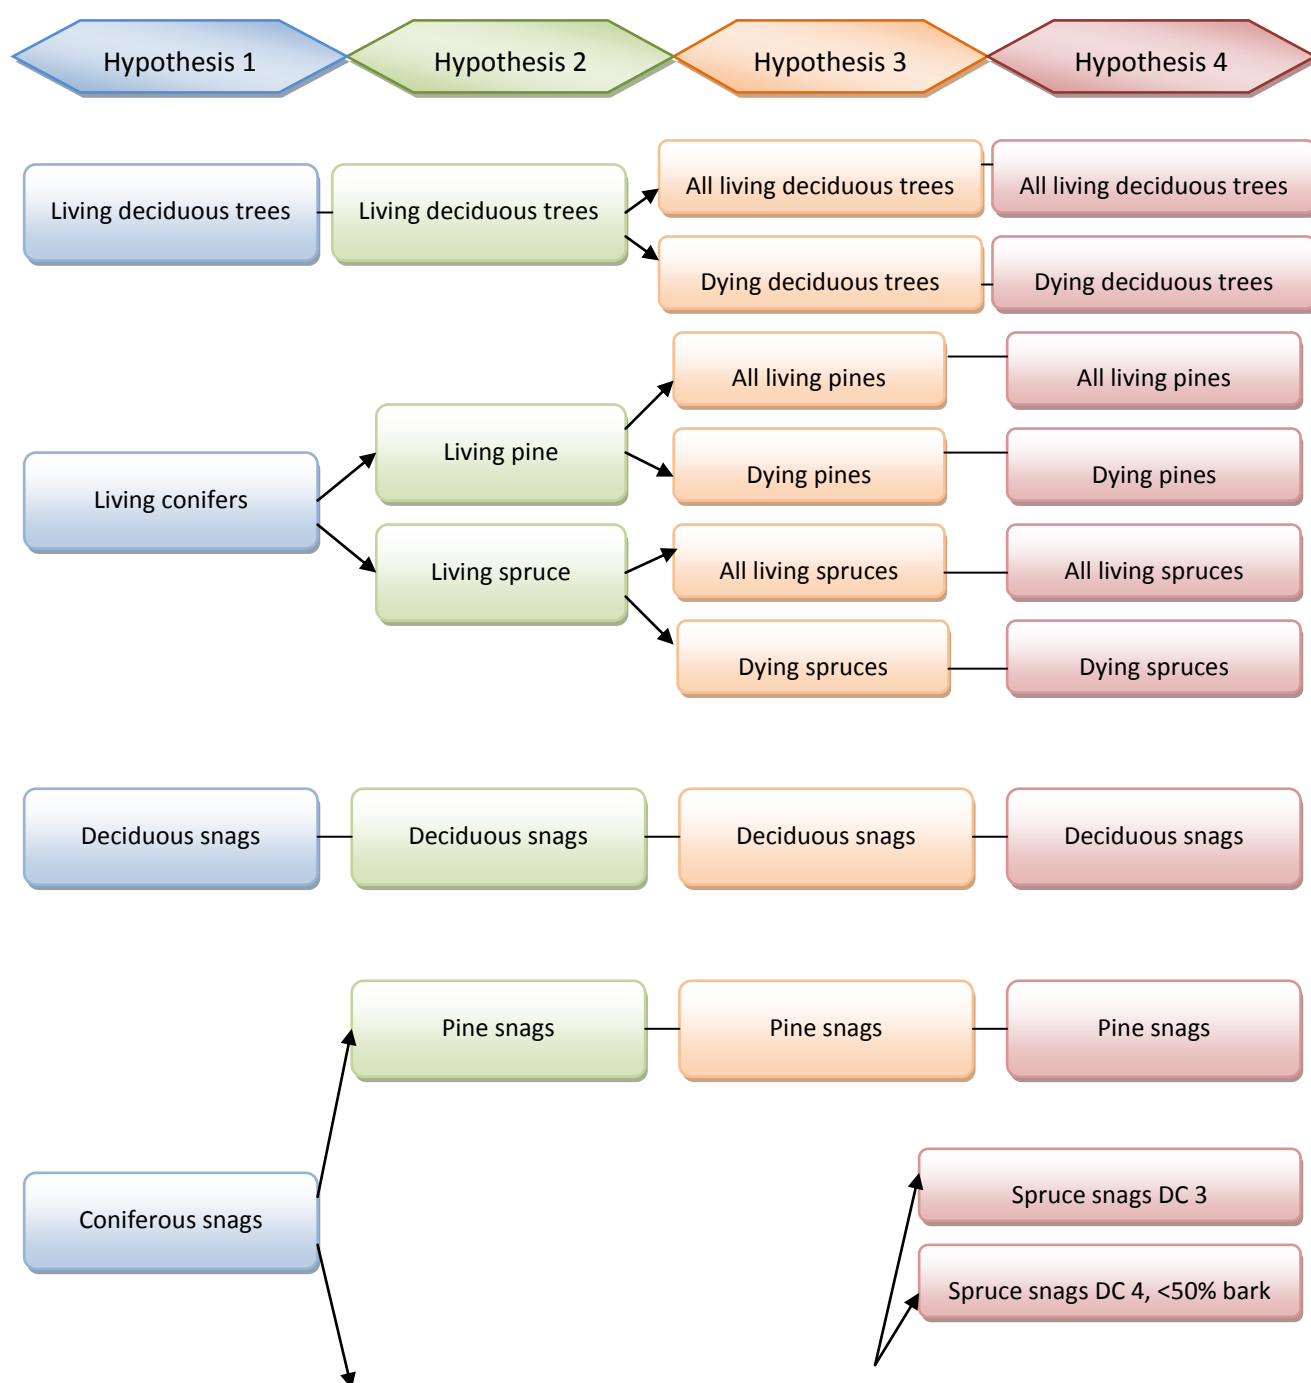 Hypothesis 1
Hypothesis 2
Hypothesis 3
Hypothesis 4
Living deciduous trees
Living deciduous trees
All living deciduous trees
All living deciduous trees
Dying deciduous trees
Dying deciduous trees
Living conifers
Living pine
All living pines
All living pines
Dying pines
Dying pines
Living spruce
All living spruces
All living spruces
Dying spruces
Dying spruces
Deciduous snags
Deciduous snags
Deciduous snags
Deciduous snags
Pine snags
Pine snags
Pine snags
Coniferous snags
Spruce snags DC 3
Spruce snags DC 4, <50% bark